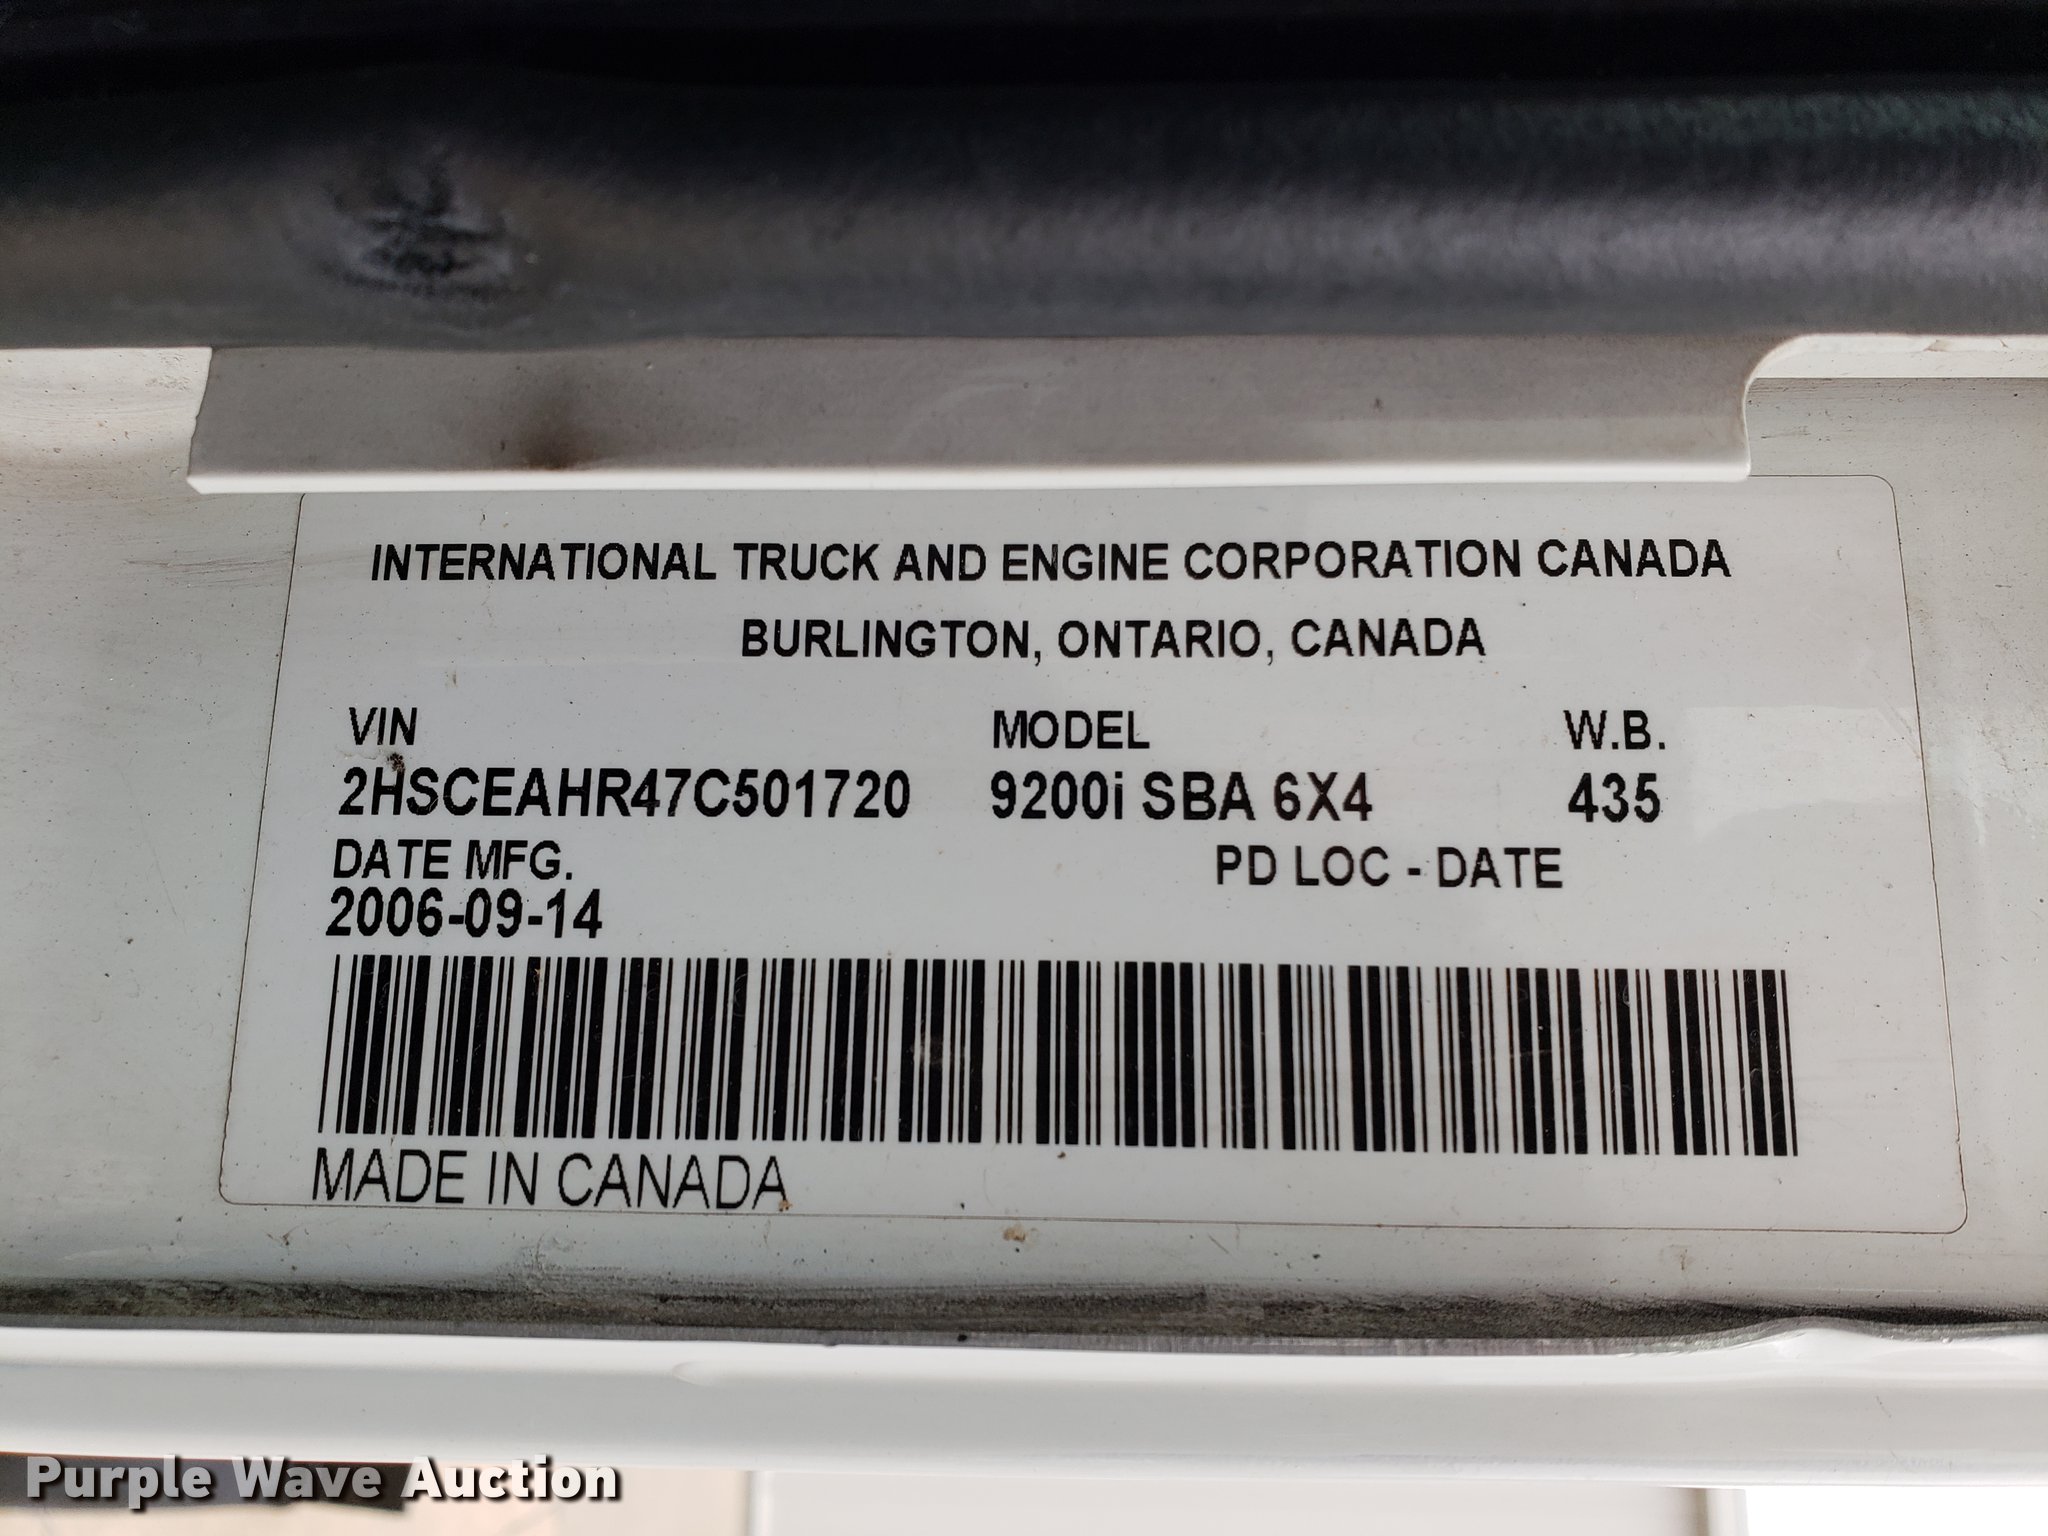 INTERNATIONAL TRUCK AND ENGINE CORPORATION CANADA
BURLINGTON, ONTARIO, CANADA
VIN MODEL W.B.
2HSCEAHR47C501720 9200i SBA 6X4 435
DATE MFG. PD LOC - DATE
2006-09-14
MADE IN CANADA
Purple Wave Auction